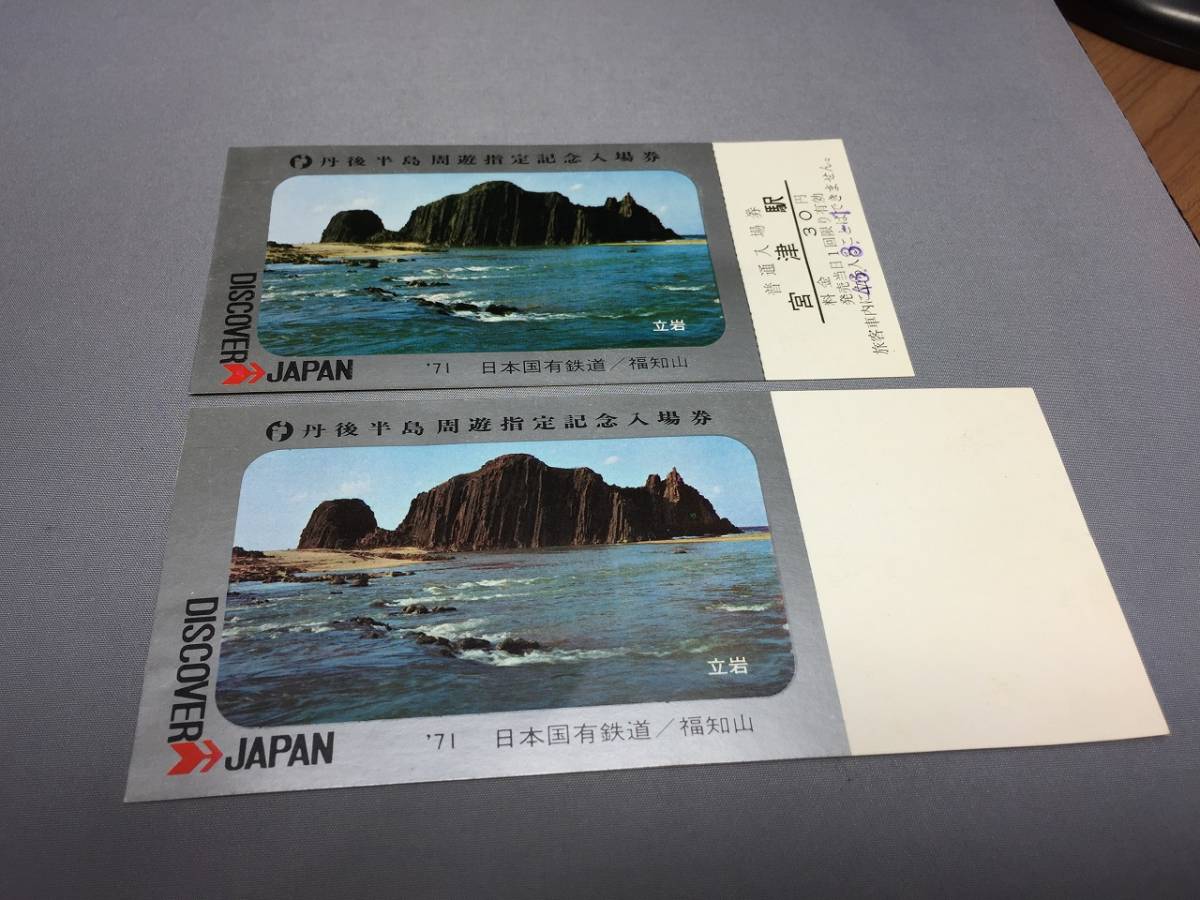 丹後半島周遊指定記念入場券
立岩
DISCOVER
JAPAN
'71 日本国有鉄道/福知山
普通入場券
宮津駅
料金30円
発売当日1回限り有効
旅客車内に立ち入ることはできません。
丹後半島周遊指定記念入場券
立岩
DISCOVER
JAPAN
'71 日本国有鉄道/福知山